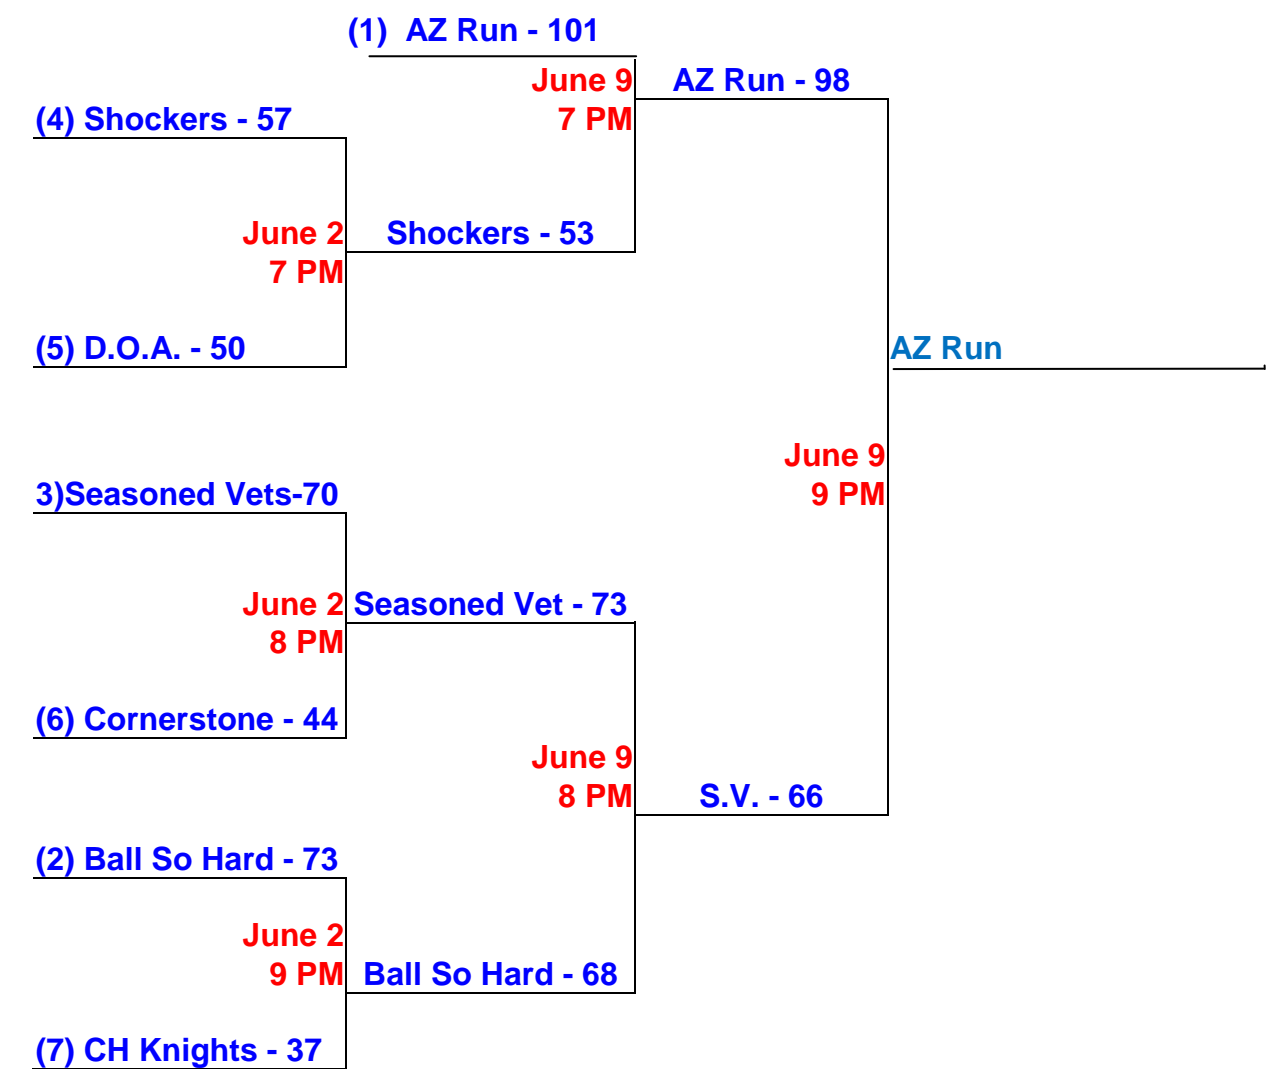 (1)  AZ Run - 101
June 9
7 PM
AZ Run - 98
(4) Shockers - 57
June 2
7 PM
Shockers - 53
(5) D.O.A. - 50
AZ Run
June 9
9 PM
3)Seasoned Vets-70
June 2
8 PM
Seasoned Vet - 73
(6) Cornerstone - 44
June 9
8 PM
S.V. - 66
(2) Ball So Hard - 73
June 2
9 PM
Ball So Hard - 68
(7) CH Knights - 37